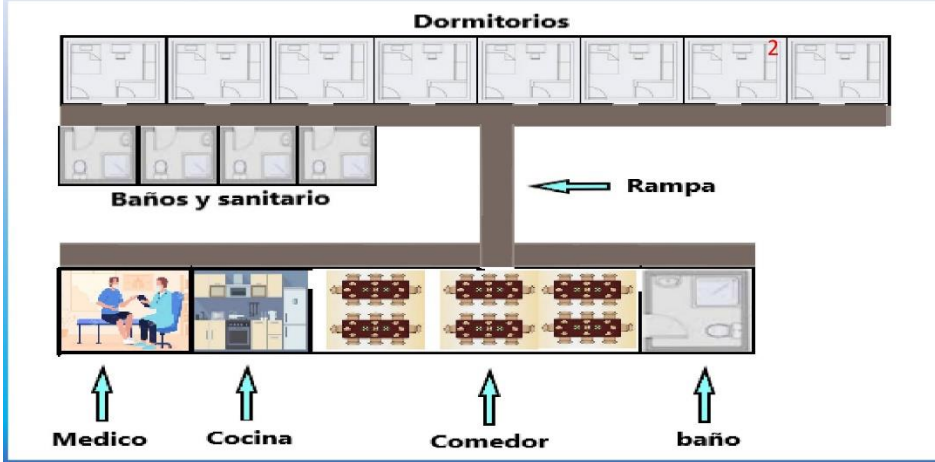 Dormitorios
2
Baños y sanitario
Rampa
Medico
Cocina
Comedor
baño